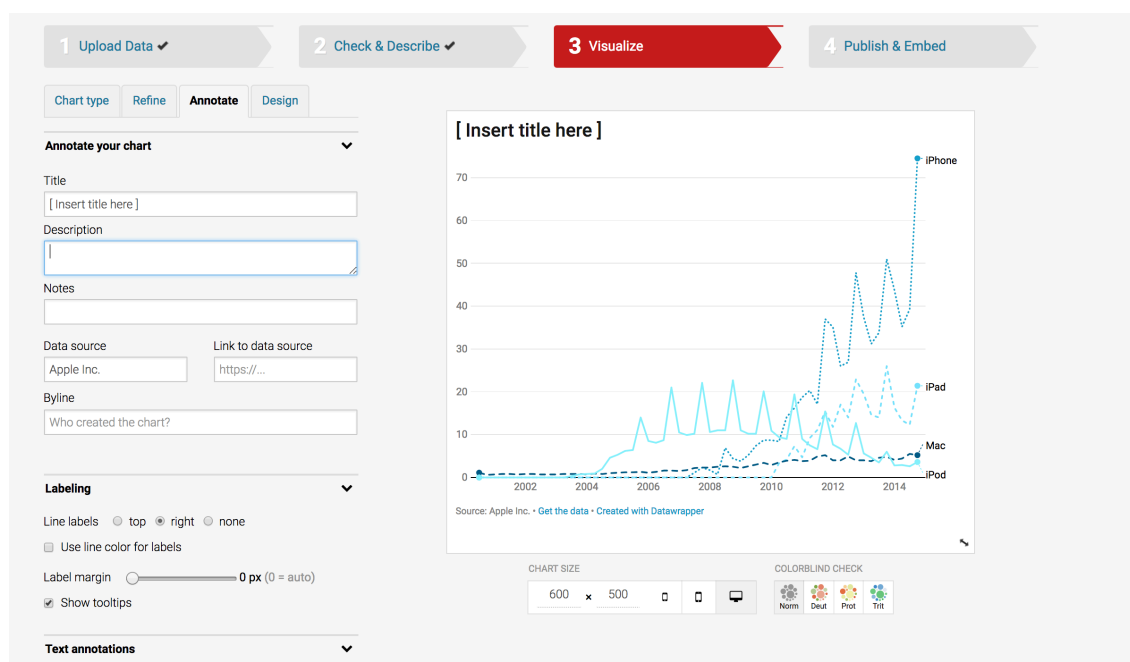 1 Upload Data ✔
2 Check & Describe ✔
3 Visualize
4 Publish & Embed
Chart type
Refine
Annotate
Design
Annotate your chart
Title
[ Insert title here ]
Description
Notes
Data source
Link to data source
Apple Inc.
https://...
Byline
Who created the chart?
Labeling
Line labels top right none
Use line color for labels
Label margin 0 px (0 = auto)
Show tooltips
Text annotations
[ Insert title here ]
iPhone
70
60
50
40
30
20
iPad
10
Mac
0
iPod
2002 2004 2006 2008 2010 2012 2014
Source: Apple Inc. • Get the data • Created with Datawrapper
CHART SIZE
600 × 500
COLORBLIND CHECK
Norm Deut Prot Trit